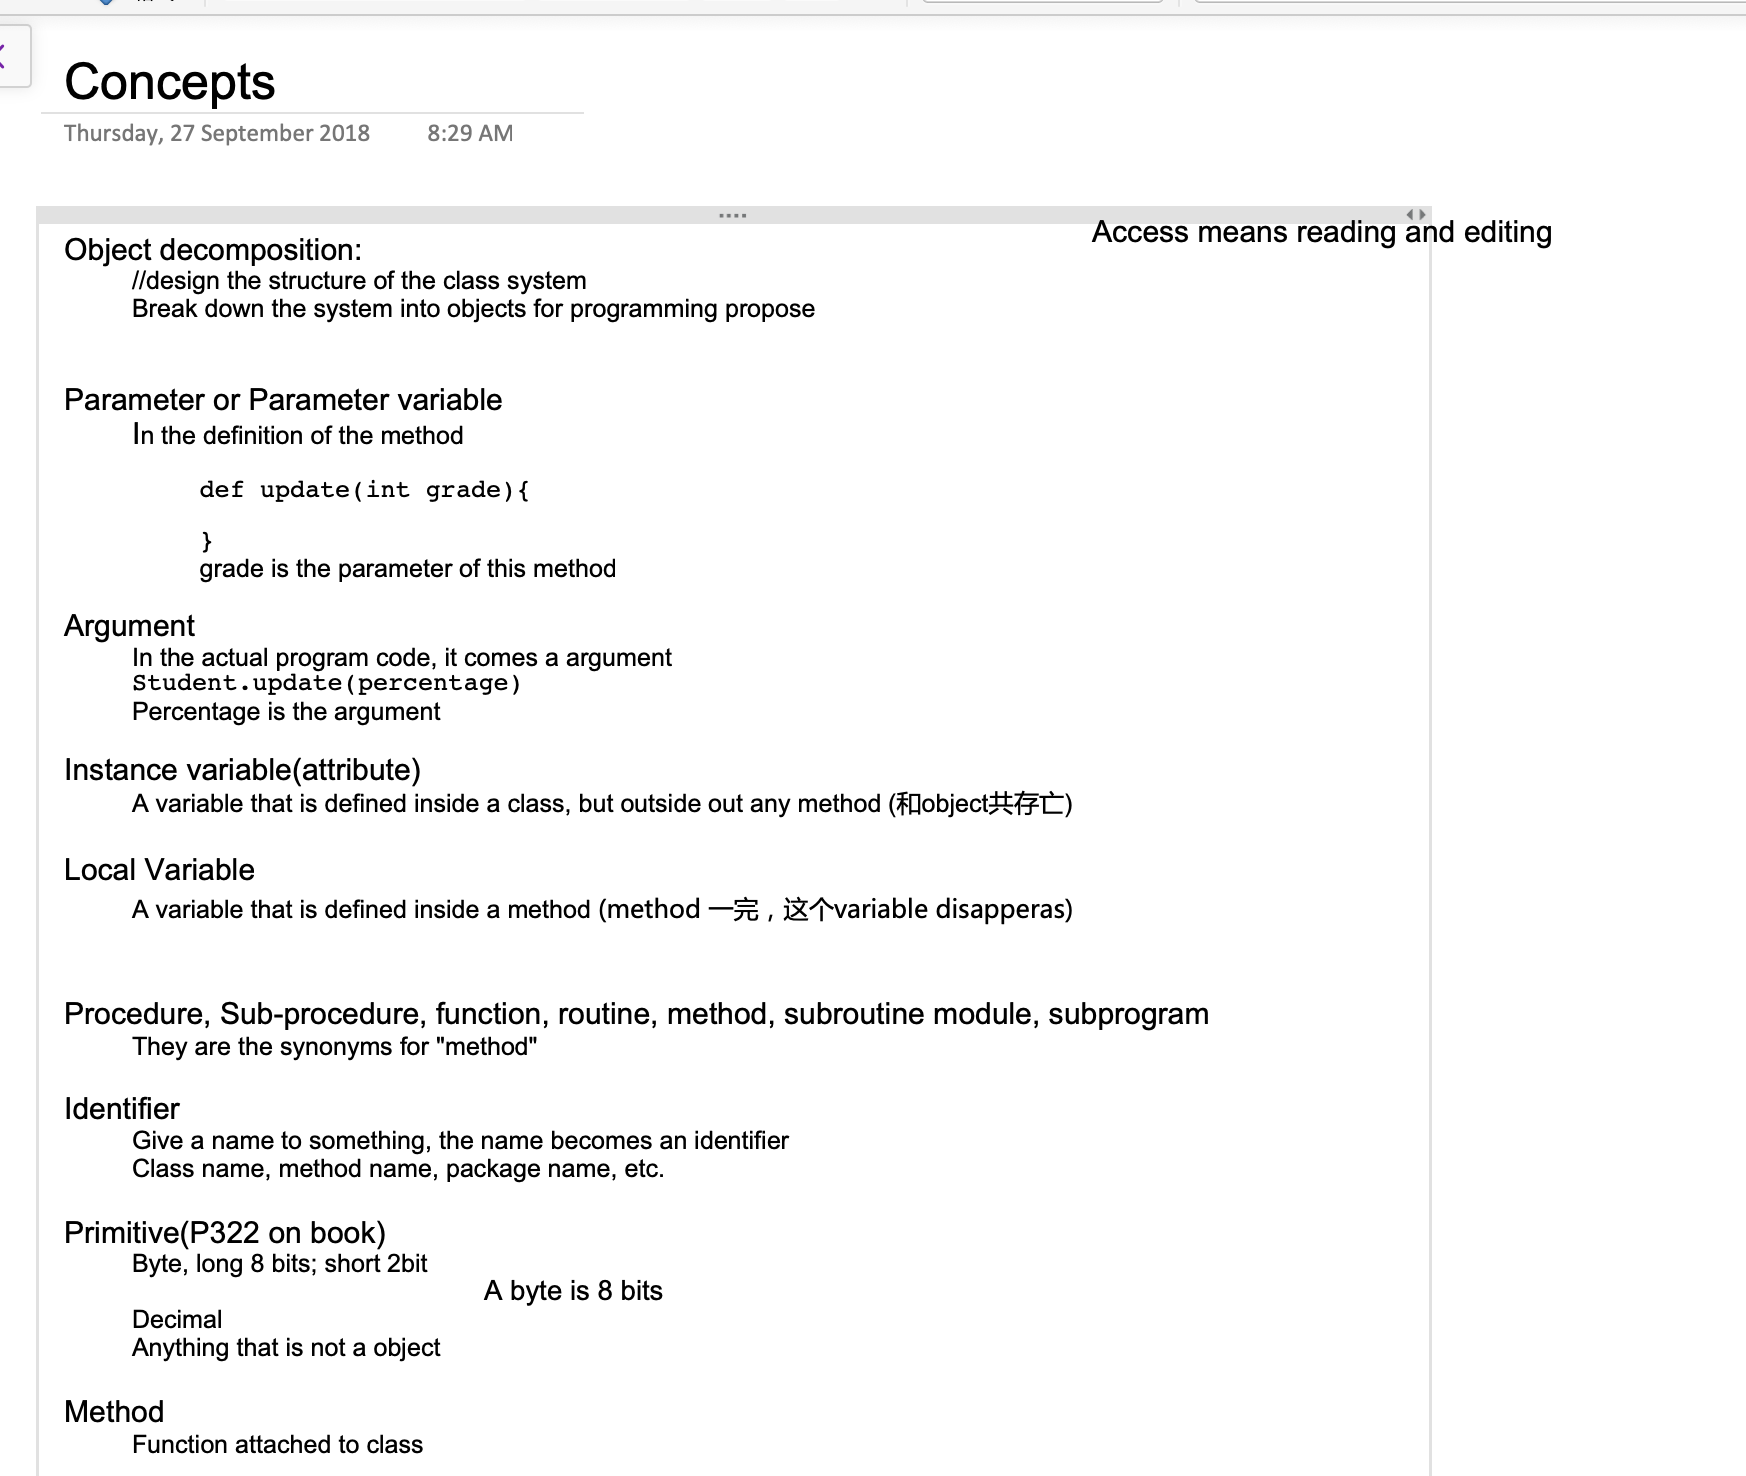 Concepts
Thursday, 27 September 2018 8:29 AM
Access means reading and editing
Object decomposition:
//design the structure of the class system
Break down the system into objects for programming propose
Parameter or Parameter variable
In the definition of the method
def update(int grade){
}
grade is the parameter of this method
Argument
In the actual program code, it comes a argument
Student.update(percentage)
Percentage is the argument
Instance variable(attribute)
A variable that is defined inside a class, but outside out any method (和object共存亡)
Local Variable
A variable that is defined inside a method (method 一完，这个variable disapperas)
Procedure, Sub-procedure, function, routine, method, subroutine module, subprogram
They are the synonyms for "method"
Identifier
Give a name to something, the name becomes an identifier
Class name, method name, package name, etc.
Primitive(P322 on book)
Byte, long 8 bits; short 2bit
A byte is 8 bits
Decimal
Anything that is not a object
Method
Function attached to class